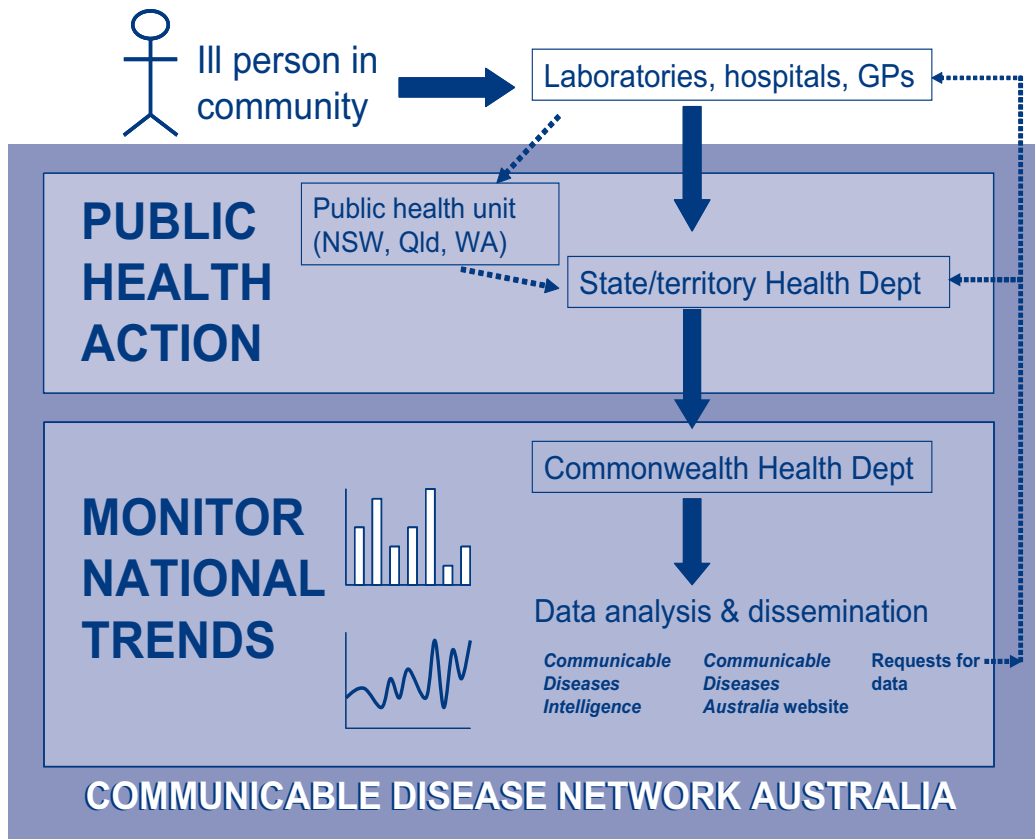 Ill person in
community
Laboratories, hospitals, GPs
PUBLIC
HEALTH
ACTION
Public health unit
(NSW, Qld, WA)
State/territory Health Dept
MONITOR
NATIONAL
TRENDS
Commonwealth Health Dept
Data analysis & dissemination
Communicable
Diseases
Intelligence
Communicable
Diseases
Australia website
Requests for
data
COMMUNICABLE DISEASE NETWORK AUSTRALIA